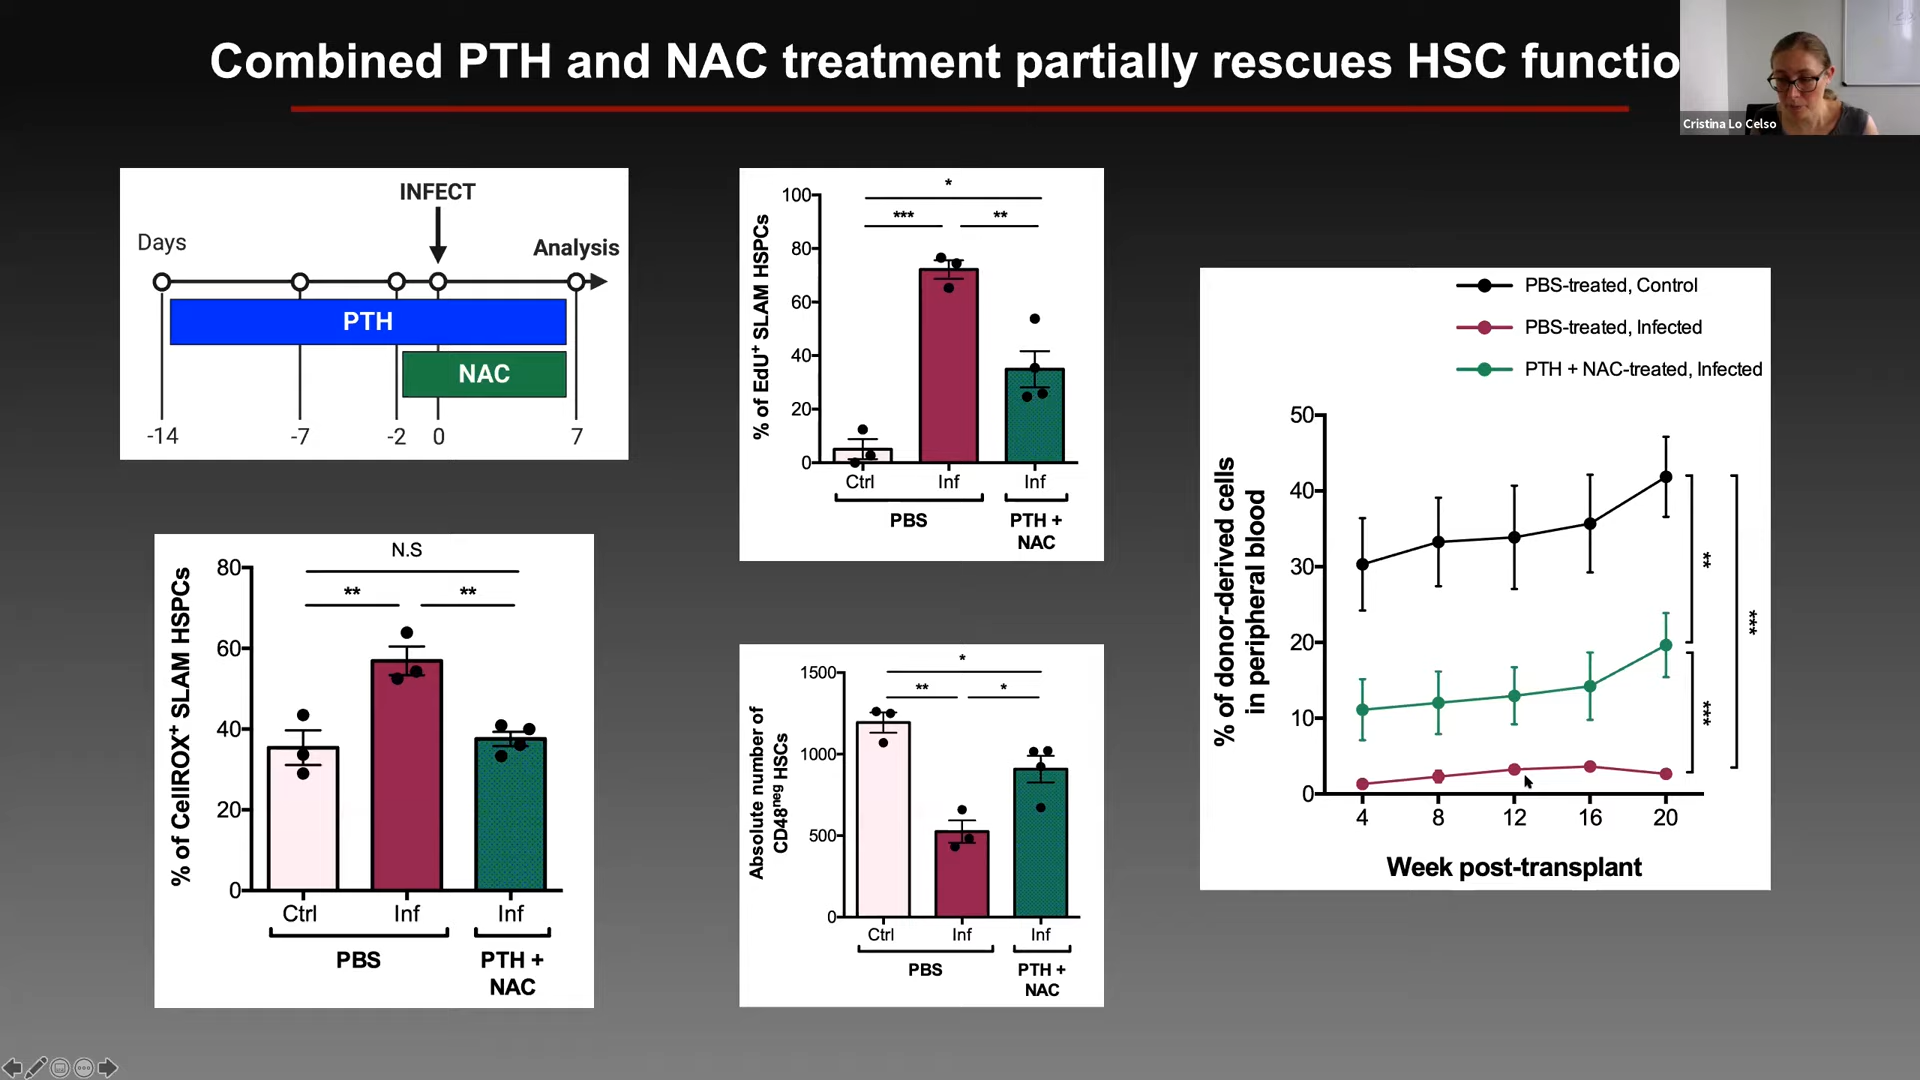 Combined PTH and NAC treatment partially rescues HSC functio
Cristina Lo Celso
INFECT
Days
Analysis
PTH
NAC
-14
-7
-2
0
7
N.S
**
**
% of CellROX+ SLAM HSPCs
80
60
40
20
0
Ctrl
Inf
Inf
PBS
PTH +
NAC
*
***
**
% of EdU+ SLAM HSPCs
100
80
60
40
20
0
Ctrl
Inf
Inf
PBS
PTH +
NAC
*
**
*
Absolute number of
CD48neg HSCs
1500
1000
500
0
Ctrl
Inf
Inf
PBS
PTH +
NAC
PBS-treated, Control
PBS-treated, Infected
PTH + NAC-treated, Infected
% of donor-derived cells
in peripheral blood
50
40
30
20
10
0
**
***
***
4
8
12
16
20
Week post-transplant